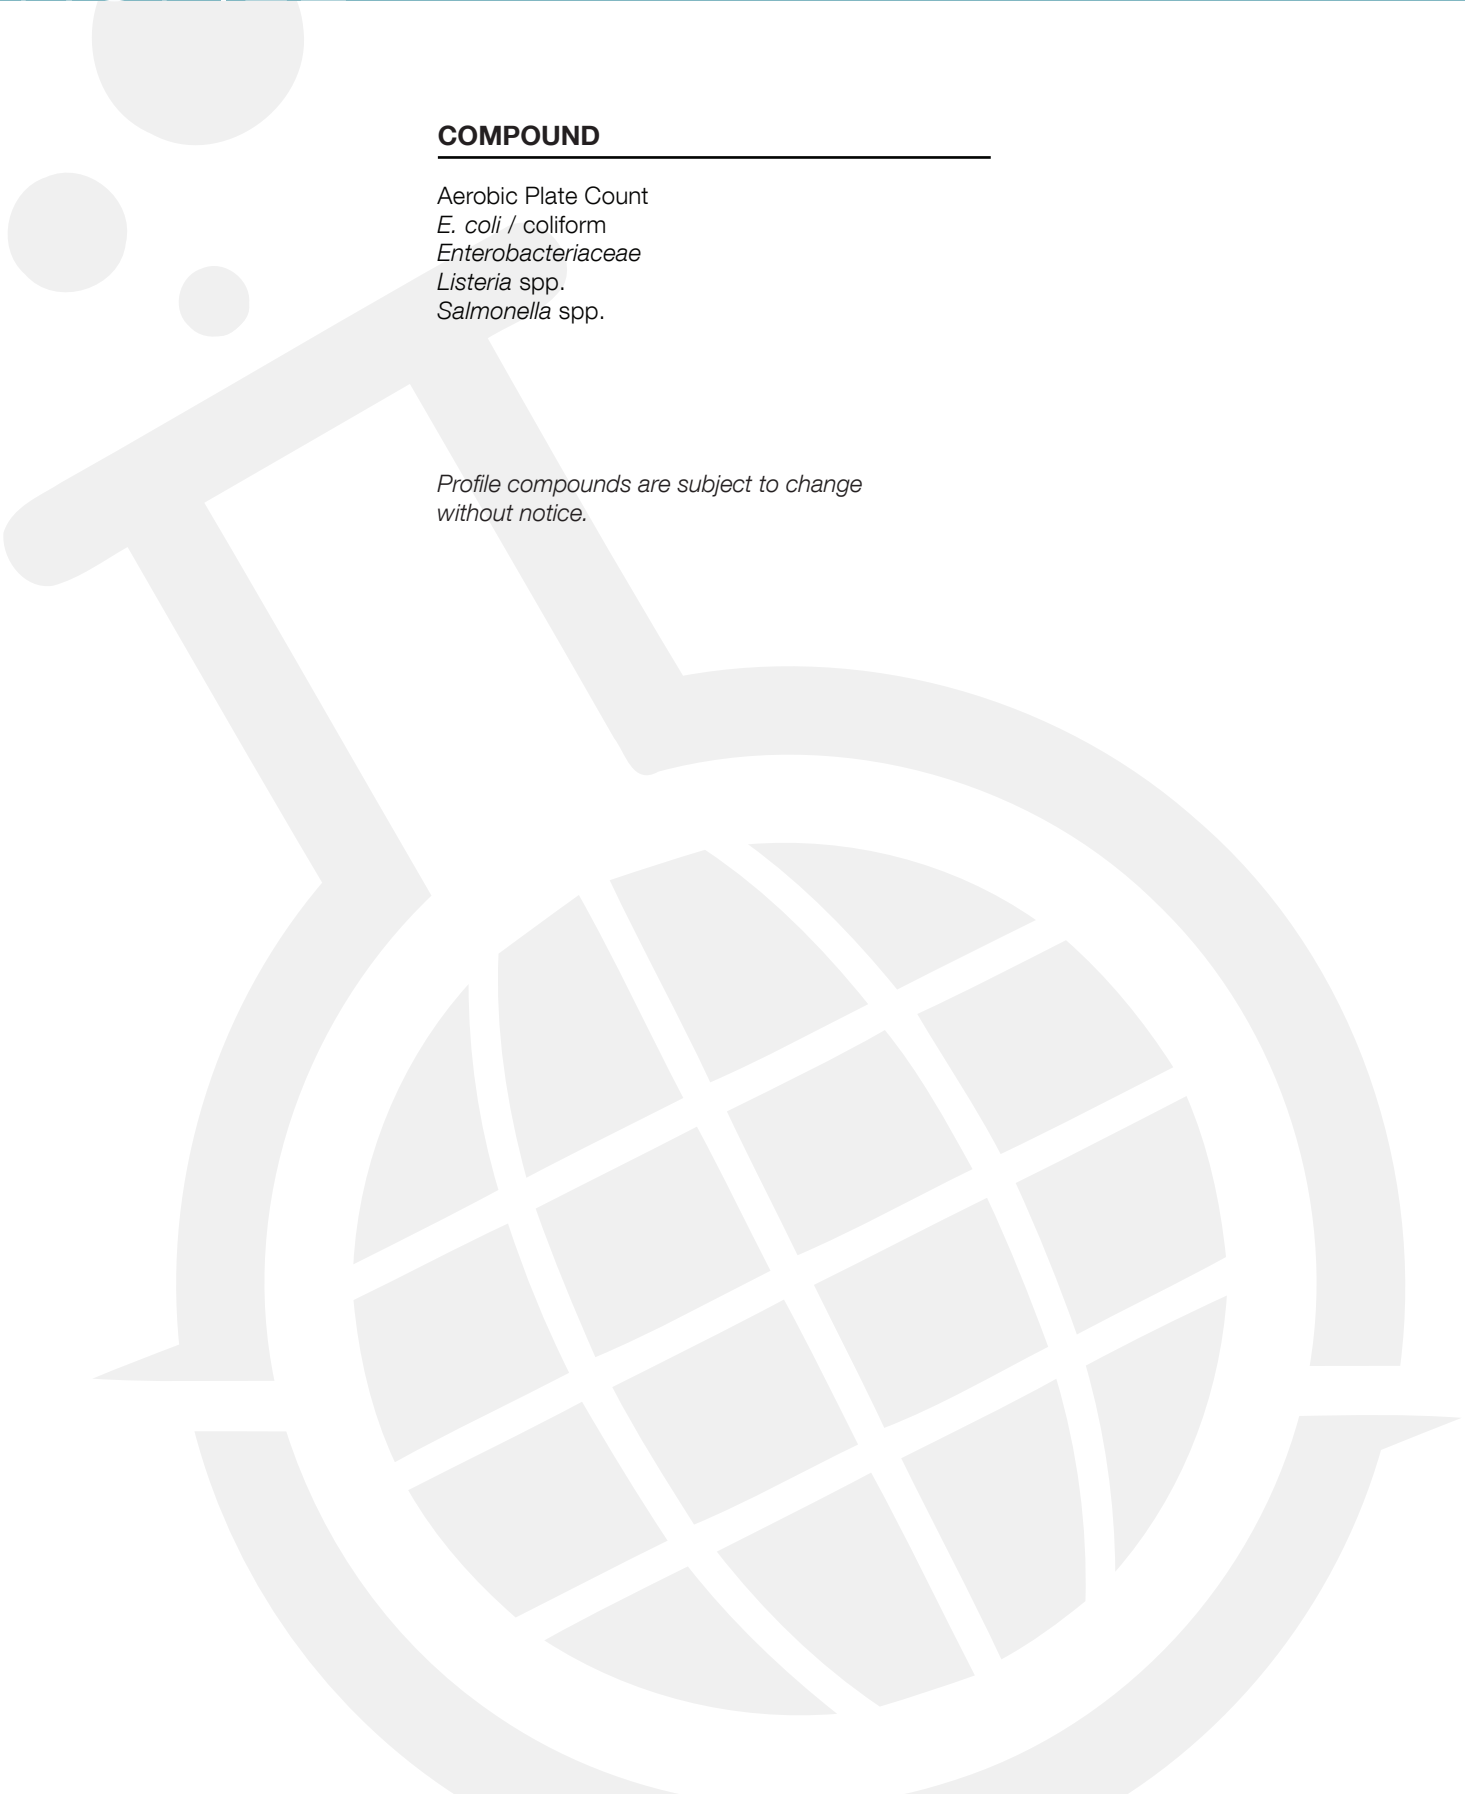 COMPOUND
Aerobic Plate Count
E. coli / coliform
Enterobacteriaceae
Listeria spp.
Salmonella spp.
Profile compounds are subject to change
without notice.